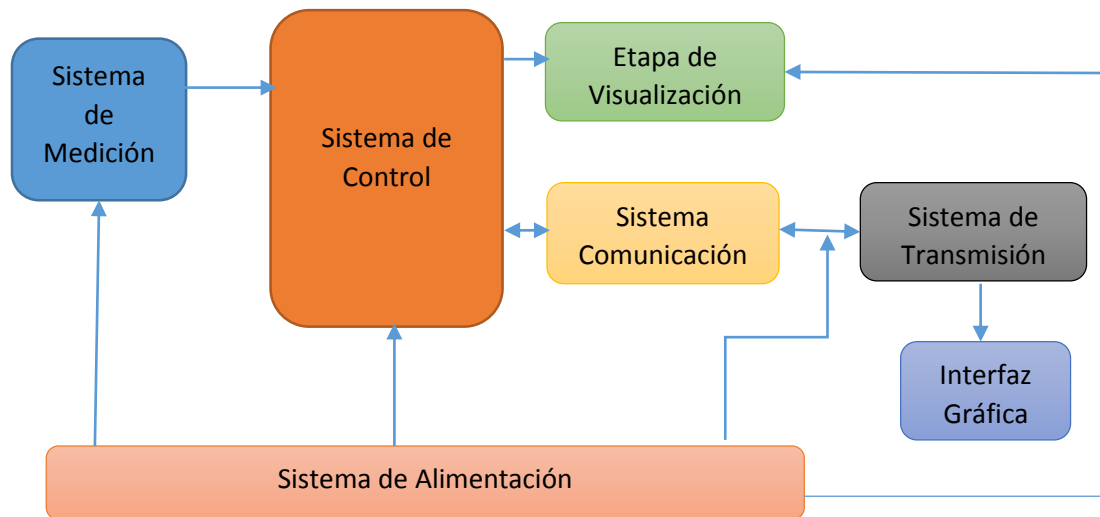 Sistema
de
Medición
Sistema de
Control
Etapa de
Visualización
Sistema
Comunicación
Sistema de
Transmisión
Interfaz
Gráfica
Sistema de Alimentación